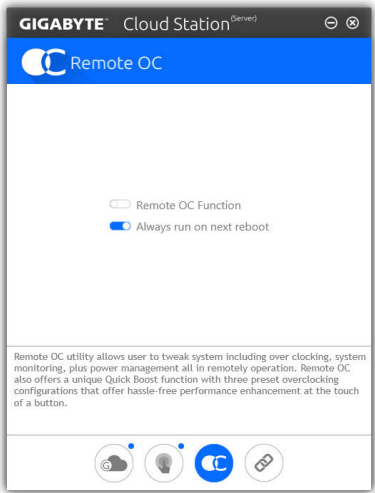 GIGABYTE™ Cloud Station (Server)
Remote OC
Remote OC Function
Always run on next reboot
Remote OC utility allows user to tweak system including over clocking, system
monitoring, plus power management all in remotely operation. Remote OC
also offers a unique Quick Boost function with three preset overclocking
configurations that offer hassle-free performance enhancement at the touch
of a button.
G